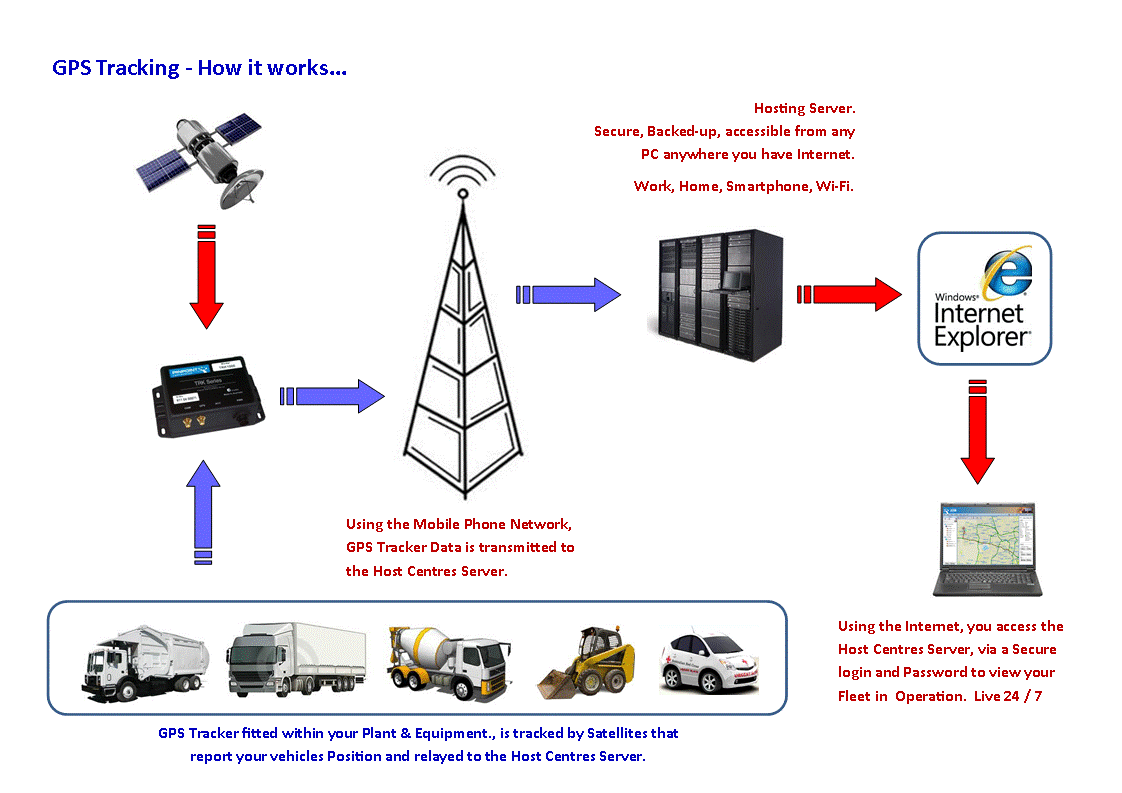 GPS Tracking - How it works...
Hosting Server.
Secure, Backed-up, accessible from any
PC anywhere you have Internet.
Work, Home, Smartphone, Wi-Fi.
Windows®
Internet
Explorer
TRK Series
Using the Mobile Phone Network,
GPS Tracker Data is transmitted to
the Host Centres Server.
Using the Internet, you access the
Host Centres Server, via a Secure
login and Password to view your
Fleet in Operation. Live 24 / 7
GPS Tracker fitted within your Plant & Equipment., is tracked by Satellites that
report your vehicles Position and relayed to the Host Centres Server.